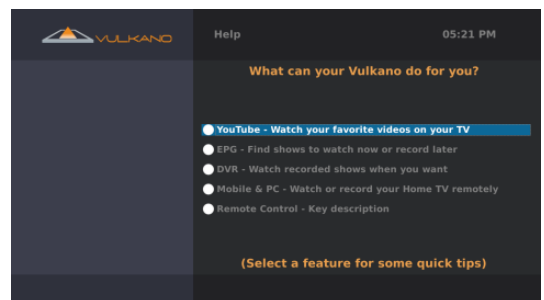 VULKANO
Help
05:21 PM
What can your Vulkano do for you?
YouTube - Watch your favorite videos on your TV
EPG - Find shows to watch now or record later
DVR - Watch recorded shows when you want
Mobile & PC - Watch or record your Home TV remotely
Remote Control - Key description
(Select a feature for some quick tips)